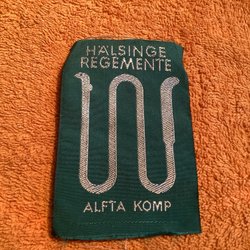 HÄLSINGE
REGEMENTE
ALFTA KOMP